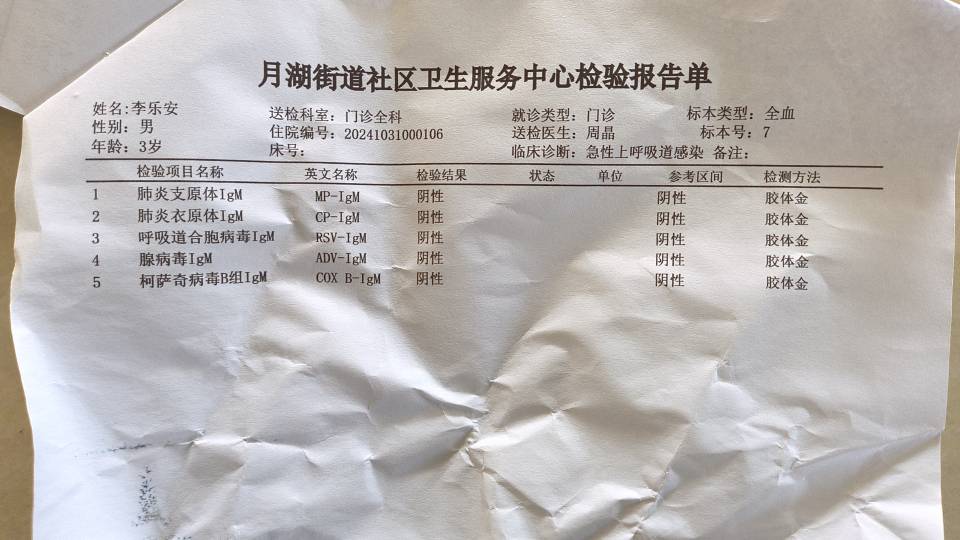 月湖街道社区卫生服务中心检验报告单
姓名:李乐安 送检科室：门诊全科 就诊类型：门诊 标本类型：全血
性别：男 住院编号：20241031000106 送检医生：周晶 标本号：7
年龄：3岁 床号： 临床诊断：急性上呼吸道感染 备注：
检验项目名称 英文名称 检验结果 状态 单位 参考区间 检测方法
1 肺炎支原体IgM MP-IgM 阴性 阴性 胶体金
2 肺炎衣原体IgM CP-IgM 阴性 阴性 胶体金
3 呼吸道合胞病毒IgM RSV-IgM 阴性 阴性 胶体金
4 腺病毒IgM ADV-IgM 阴性 阴性 胶体金
5 柯萨奇病毒B组IgM COX B-IgM 阴性 阴性 胶体金